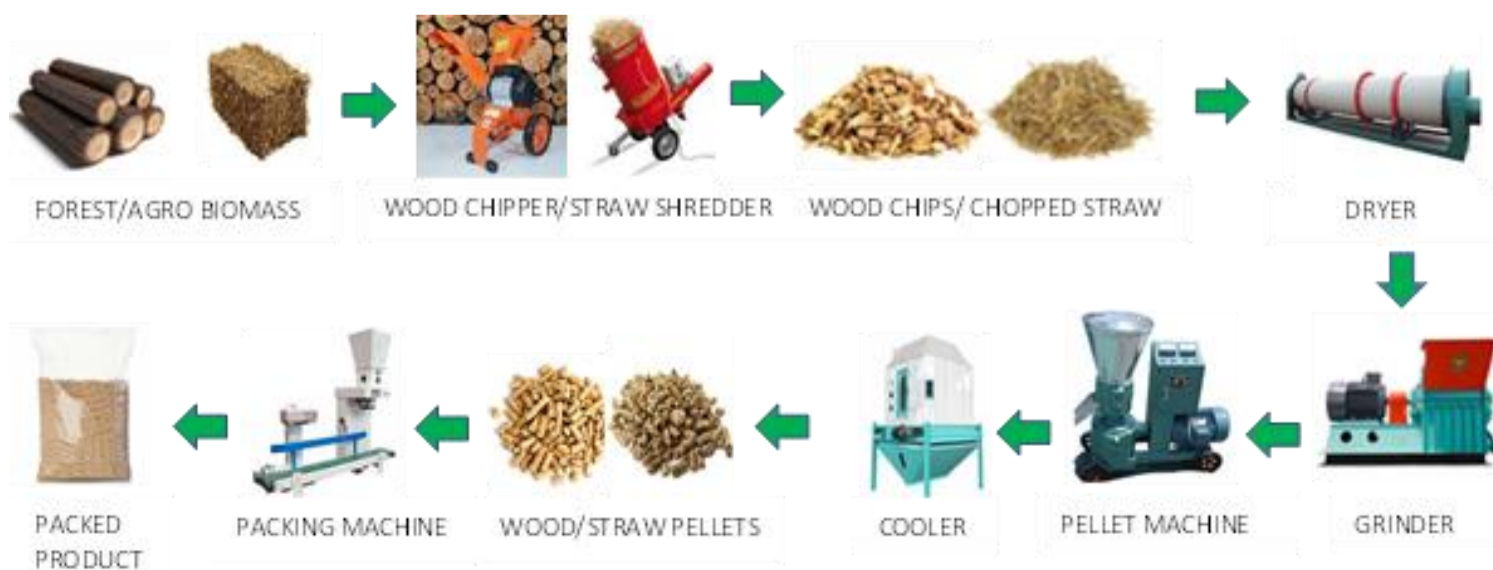 FOREST/AGRO BIOMASS
WOOD CHIPPER/STRAW SHREDDER
WOOD CHIPS/ CHOPPED STRAW
DRYER
PACKED
PRODUCT
PACKING MACHINE
WOOD/STRAW PELLETS
COOLER
PELLET MACHINE
GRINDER